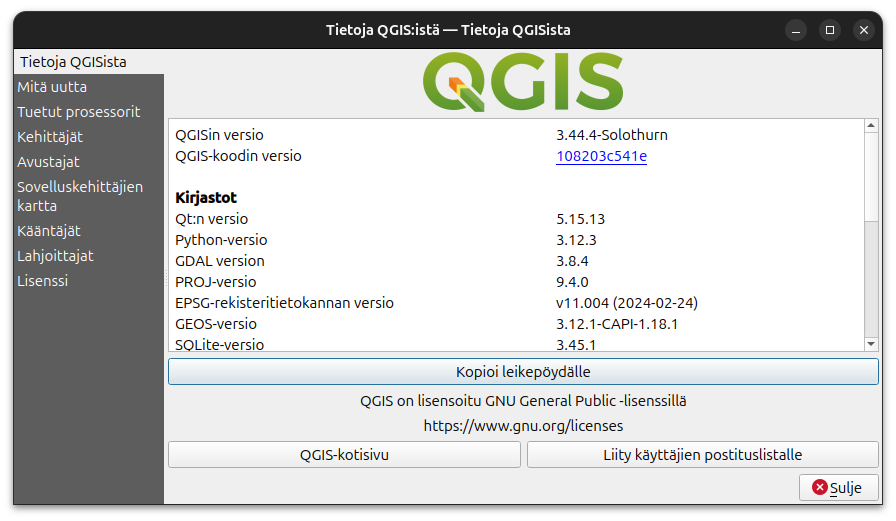 Tietoja QGIS:istä — Tietoja QGISista
Tietoja QGISista
Mitä uutta
Tuetut prosessorit
Kehittäjät
Avustajat
Sovelluskehittäjien
kartta
Kääntäjät
Lahjoittajat
Lisenssi
QGIS
QGISin versio 3.44.4-Solothurn
QGIS-koodin versio 108203c541e
Kirjastot
Qt:n versio 5.15.13
Python-versio 3.12.3
GDAL version 3.8.4
PROJ-versio 9.4.0
EPSG-rekisteritietokannan versio v11.004 (2024-02-24)
GEOS-versio 3.12.1-CAPI-1.18.1
SQLite-versio 3.45.1
Kopioi leikepöydälle
QGIS on lisensoitu GNU General Public -lisenssillä
https://www.gnu.org/licenses
QGIS-kotisivu
Liity käyttäjien postituslistalle
Sulje